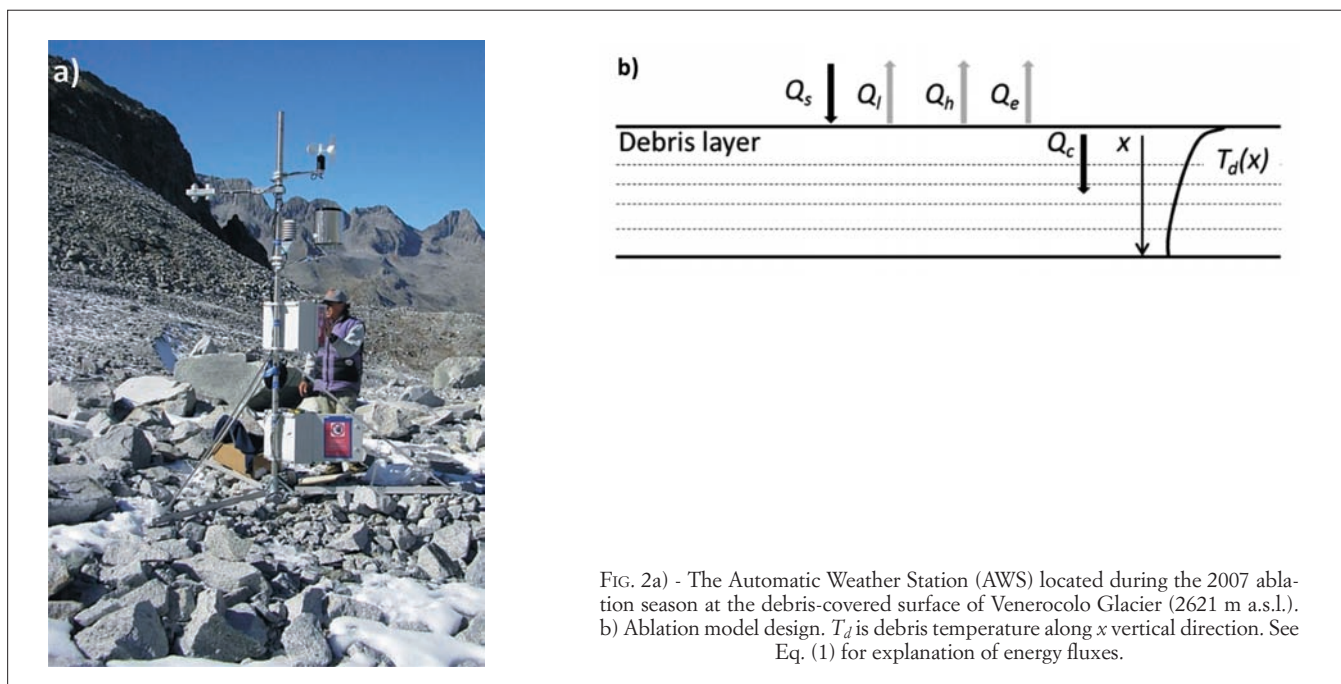 a)
b)
Qs Ql Qh Qe
Debris layer Qc x Td(x)
FIG. 2a) - The Automatic Weather Station (AWS) located during the 2007 abla-
tion season at the debris-covered surface of Venerocolo Glacier (2621 m a.s.l.).
b) Ablation model design. Td is debris temperature along x vertical direction. See
Eq. (1) for explanation of energy fluxes.